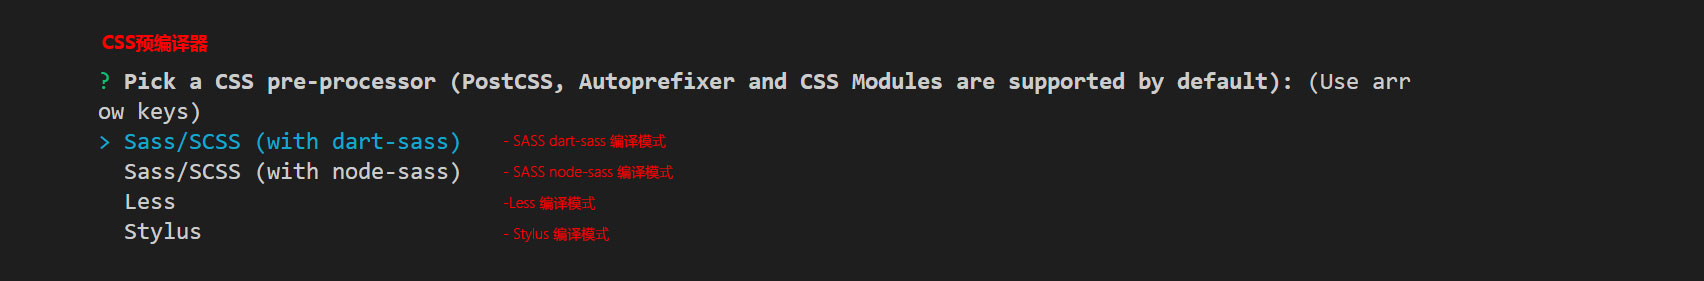 CSS预编译器
? Pick a CSS pre-processor (PostCSS, Autoprefixer and CSS Modules are supported by default): (Use arr
ow keys)
> Sass/SCSS (with dart-sass) - SASS dart-sass 编译模式
Sass/SCSS (with node-sass) - SASS node-sass 编译模式
Less -Less 编译模式
Stylus - Stylus 编译模式